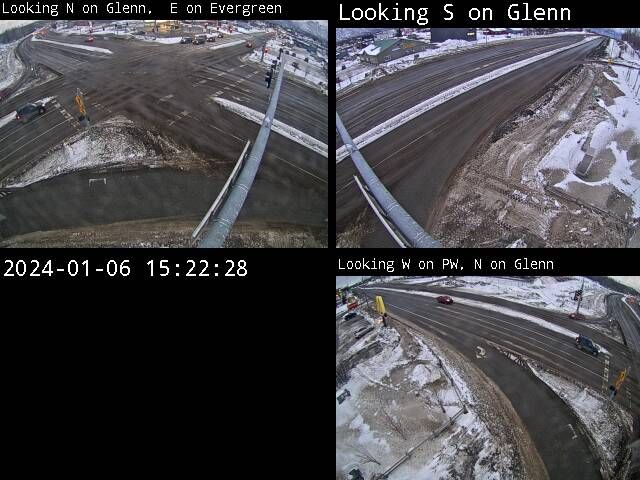 Looking N on Glenn,  E on Evergreen
Looking S on Glenn
2024-01-06 15:22:28
Looking W on PW, N on Glenn